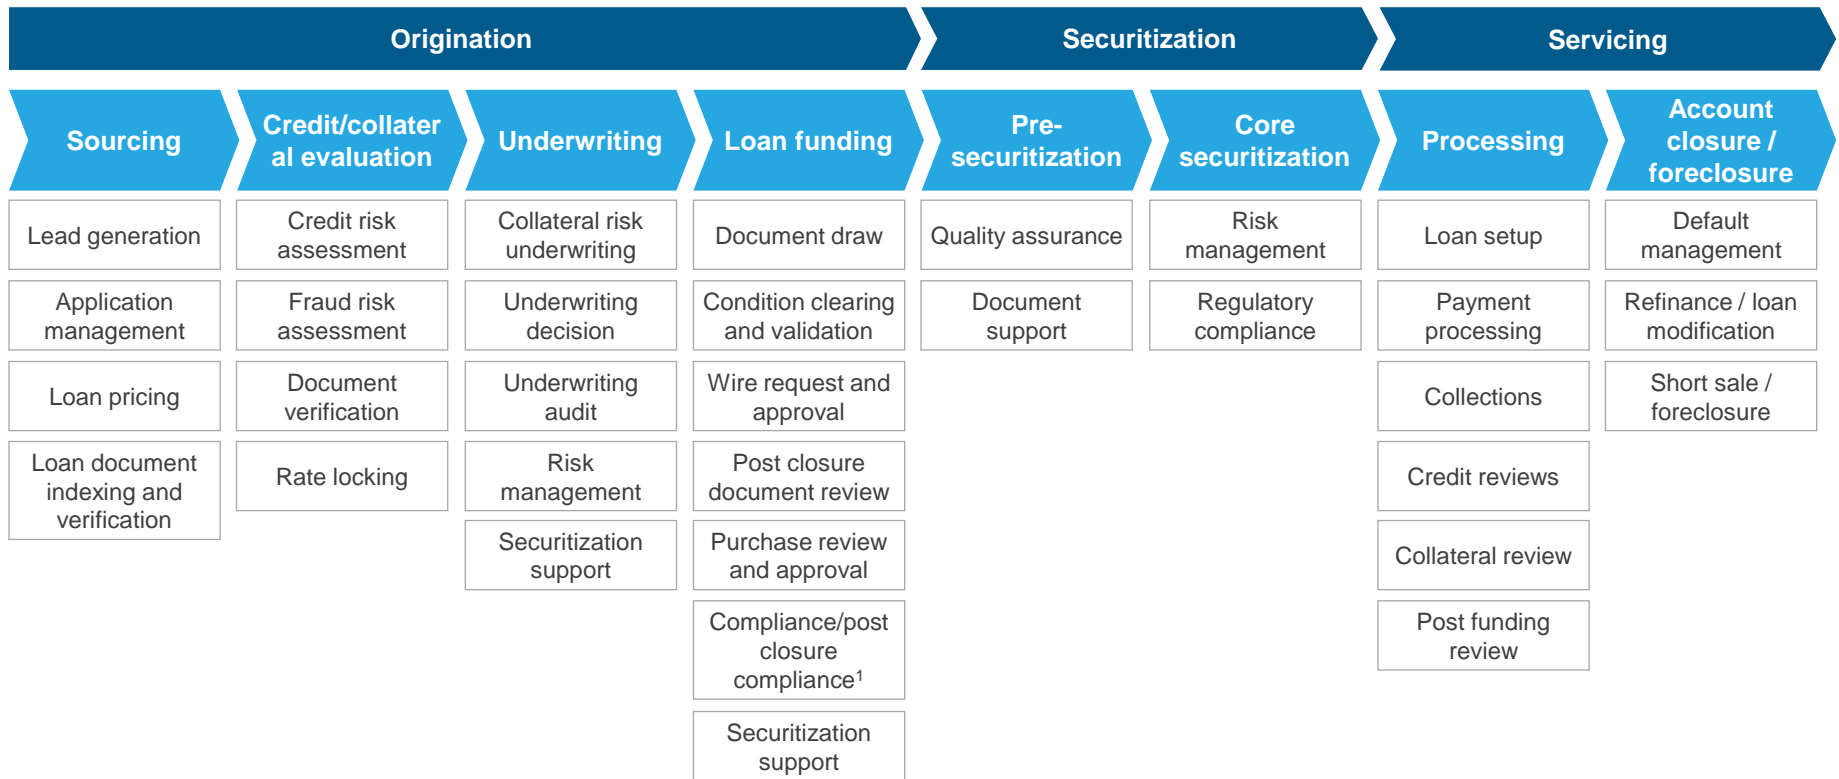 Origination
Securitization
Servicing
Sourcing
Credit/collater
al evaluation
Underwriting
Loan funding
Pre-
securitization
Core
securitization
Processing
Account
closure /
foreclosure
Lead generation
Application
management
Loan pricing
Loan document
indexing and
verification
Credit risk
assessment
Fraud risk
assessment
Document
verification
Rate locking
Collateral risk
underwriting
Underwriting
decision
Underwriting
audit
Risk
management
Securitization
support
Document draw
Condition clearing
and validation
Wire request and
approval
Post closure
document review
Purchase review
and approval
Compliance/post
closure
compliance¹
Securitization
support
Quality assurance
Document
support
Risk
management
Regulatory
compliance
Loan setup
Payment
processing
Collections
Credit reviews
Collateral review
Post funding
review
Default
management
Refinance / loan
modification
Short sale /
foreclosure